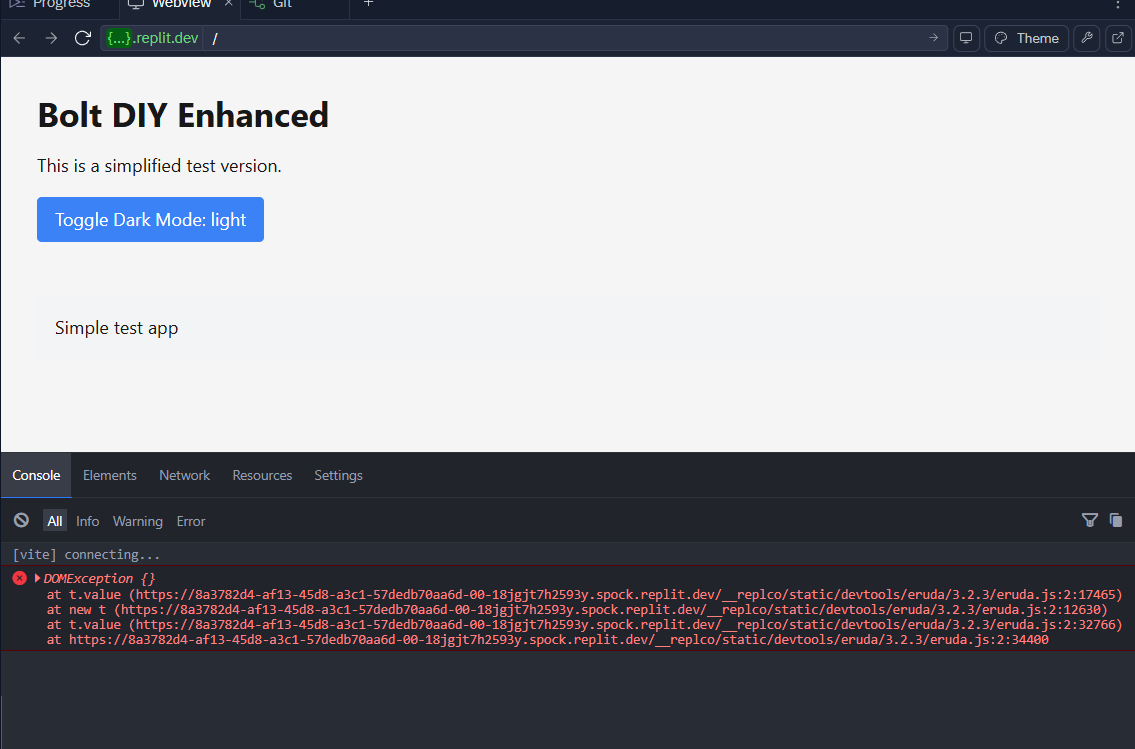 Progress
Webview ×
Git
+
{...}.replit.dev /
Theme
Bolt DIY Enhanced
This is a simplified test version.
Toggle Dark Mode: light
Simple test app
Console Elements Network Resources Settings
All Info Warning Error
[vite] connecting...
DOMException {}
at t.value (https://8a3782d4-af13-45d8-a3c1-57dedb70aa6d-00-18jgjt7h2593y.spock.replit.dev/__replco/static/devtools/eruda/3.2.3/eruda.js:2:17465)
at new t (https://8a3782d4-af13-45d8-a3c1-57dedb70aa6d-00-18jgjt7h2593y.spock.replit.dev/__replco/static/devtools/eruda/3.2.3/eruda.js:2:12630)
at t.value (https://8a3782d4-af13-45d8-a3c1-57dedb70aa6d-00-18jgjt7h2593y.spock.replit.dev/__replco/static/devtools/eruda/3.2.3/eruda.js:2:32766)
at https://8a3782d4-af13-45d8-a3c1-57dedb70aa6d-00-18jgjt7h2593y.spock.replit.dev/__replco/static/devtools/eruda/3.2.3/eruda.js:2:34400